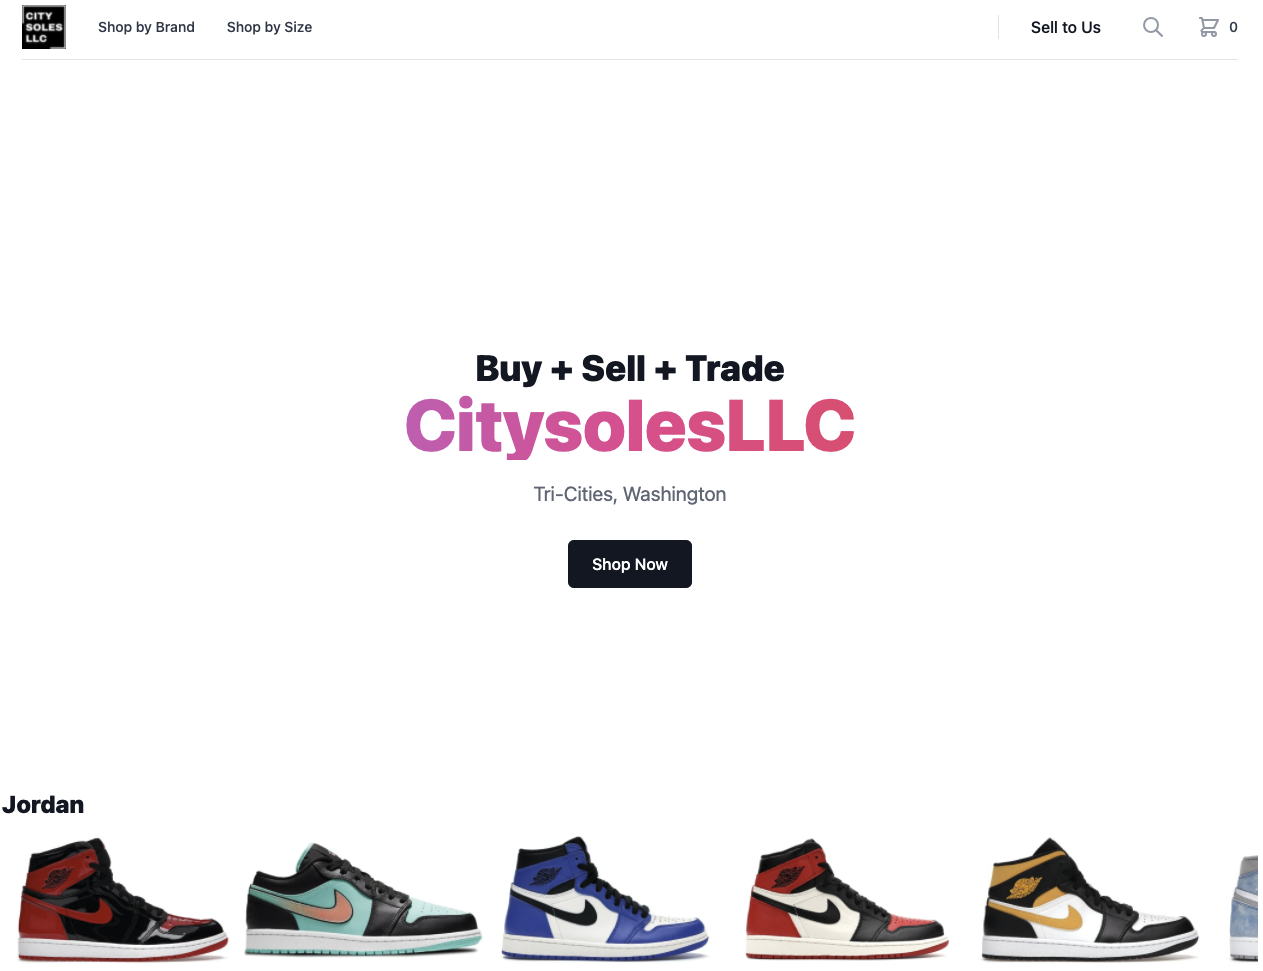 CITY
SOLES
LLC
Shop by Brand
Shop by Size
Sell to Us
0
Buy + Sell + Trade
CitysolesLLC
Tri-Cities, Washington
Shop Now
Jordan